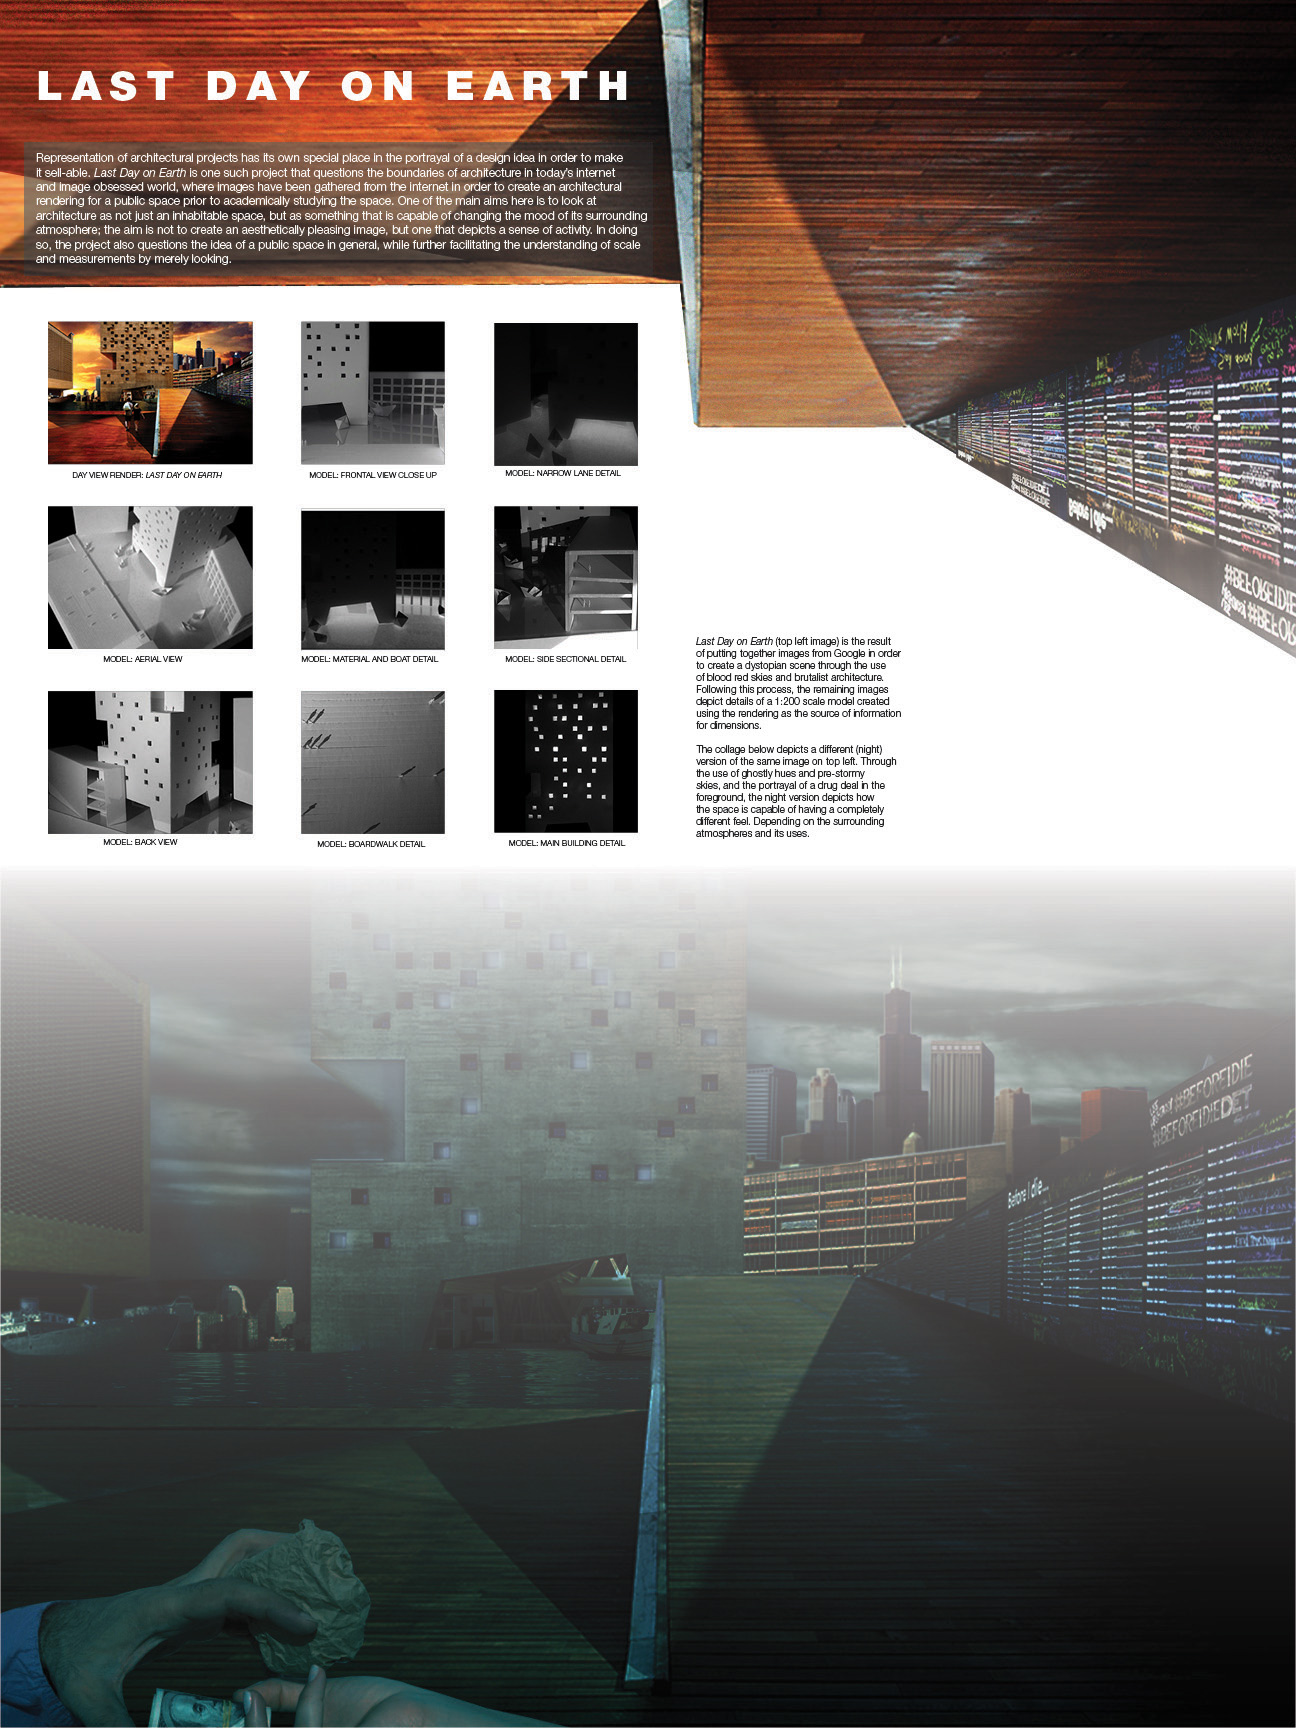 LAST DAY ON EARTH
Representation of architectural projects has its own special place in the portrayal of a design idea in order to make
it sell-able. Last Day on Earth is one such project that questions the boundaries of architecture in today's internet
and image obsessed world, where images have been gathered from the internet in order to create an architectural
rendering for a public space prior to academically studying the space. One of the main aims here is to look at
architecture as not just an inhabitable space, but as something that is capable of changing the mood of its surrounding
atmosphere; the aim is not to create an aesthetically pleasing image, but one that depicts a sense of activity. In doing
so, the project also questions the idea of a public space in general, while further facilitating the understanding of scale
and measurements by merely looking.
DAY VIEW RENDER: LAST DAY ON EARTH
MODEL: FRONTAL VIEW CLOSE UP
MODEL: NARROW LANE DETAIL
MODEL: AERIAL VIEW
MODEL: MATERIAL AND BOAT DETAIL
MODEL: SIDE SECTIONAL DETAIL
MODEL: BACK VIEW
MODEL: BOARDWALK DETAIL
MODEL: MAIN BUILDING DETAIL
#BEFOREIDIE
Before I die...
#BEFOREIDIE
Last Day on Earth (top left image) is the result
of putting together images from Google in order
to create a dystopian scene through the use
of blood red skies and brutalist architecture.
Following this process, the remaining images
depict details of a 1:200 scale model created
using the rendering as the source of information
for dimensions.
The collage below depicts a different (night)
version of the same image on top left. Through
the use of ghostly hues and pre-stormy
skies, and the portrayal of a drug deal in the
foreground, the night version depicts how
the space is capable of having a completely
different feel. Depending on the surrounding
atmospheres and its uses.
#BEFOREIDIE
#BEFOREIDIEDET
Before I die...